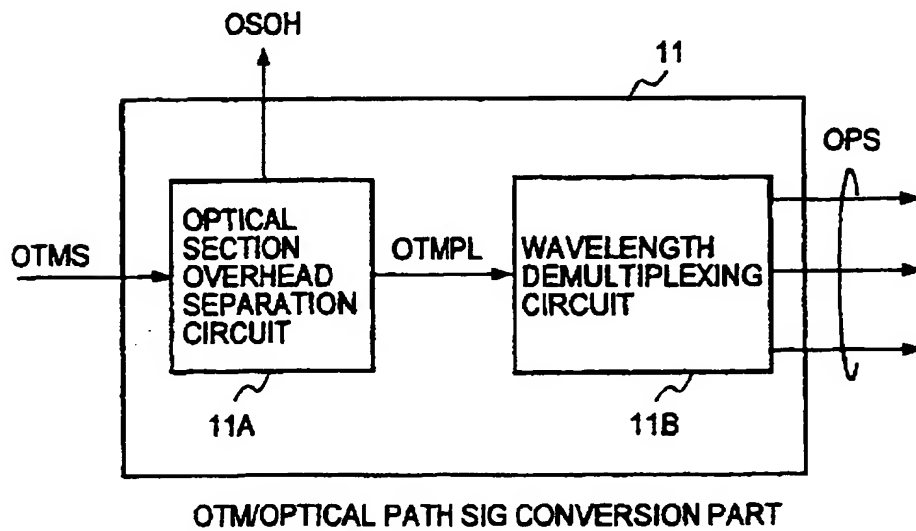 OSOH
11
OPS
OTMS
OPTICAL
SECTION
OVERHEAD
SEPARATION
CIRCUIT
OTMPL
WAVELENGTH
DEMULTIPLEXING
CIRCUIT
11A
11B
OTM/OPTICAL PATH SIG CONVERSION PART